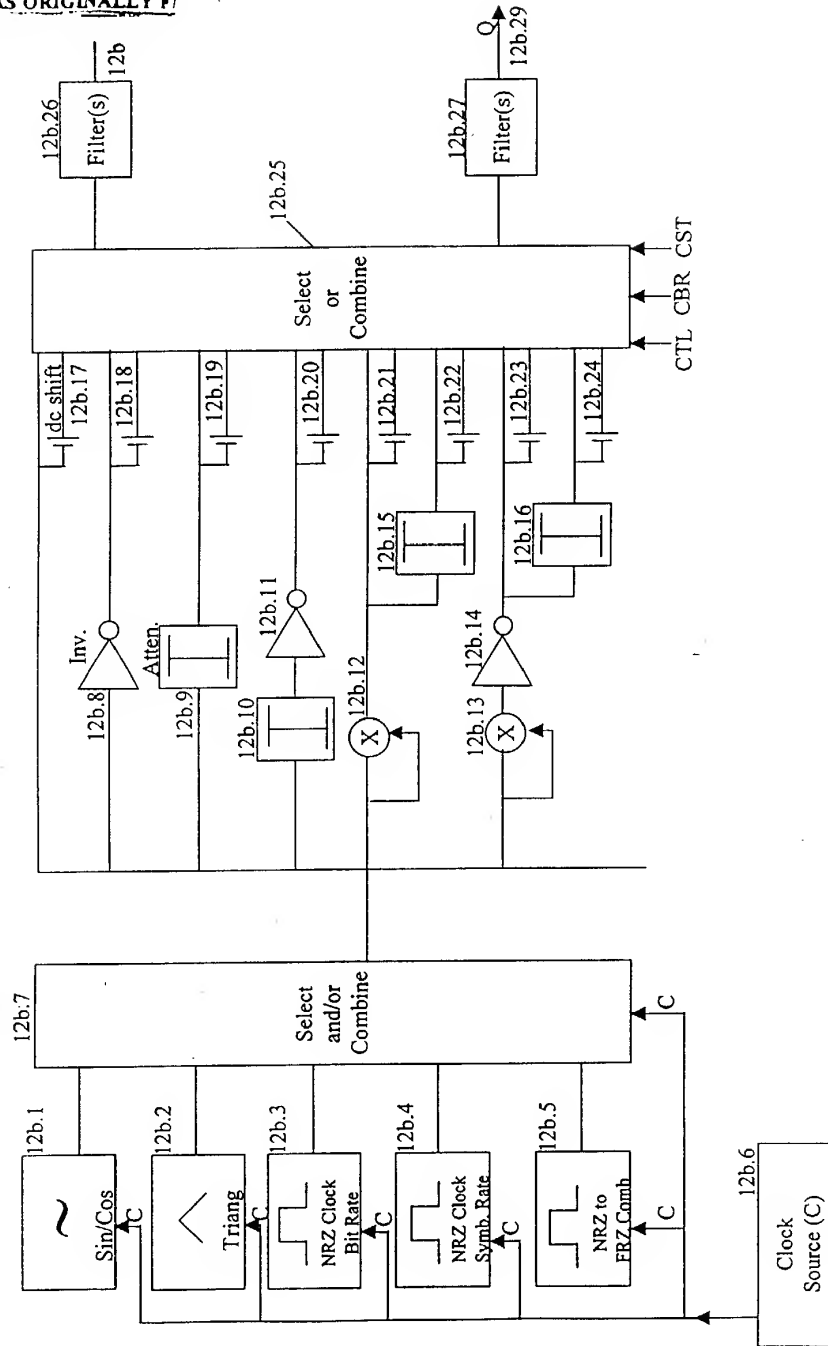 AS ORIGINALLY F
12b.1
Sin/Cos
C
12b.2
Triang
C
12b.3
NRZ Clock
Bit Rate
C
12b.4
NRZ Clock
Symb. Rate
C
12b.5
NRZ to
FRZ Comb
C
C
12b.6
Clock
Source (C)
12b.7
Select
and/or
Combine
Inv.
12b.8
Atten.
12b.9
12b.10
12b.11
12b.12
12b.13
12b.14
12b.15
12b.16
X
X
dc shift
12b.17
12b.18
12b.19
12b.20
12b.21
12b.22
12b.23
12b.24
Select
or
Combine
12b.25
CTL
CBR
CST
12b.26
Filter(s)
12b
12b.27
Filter(s)
Q
12b.29